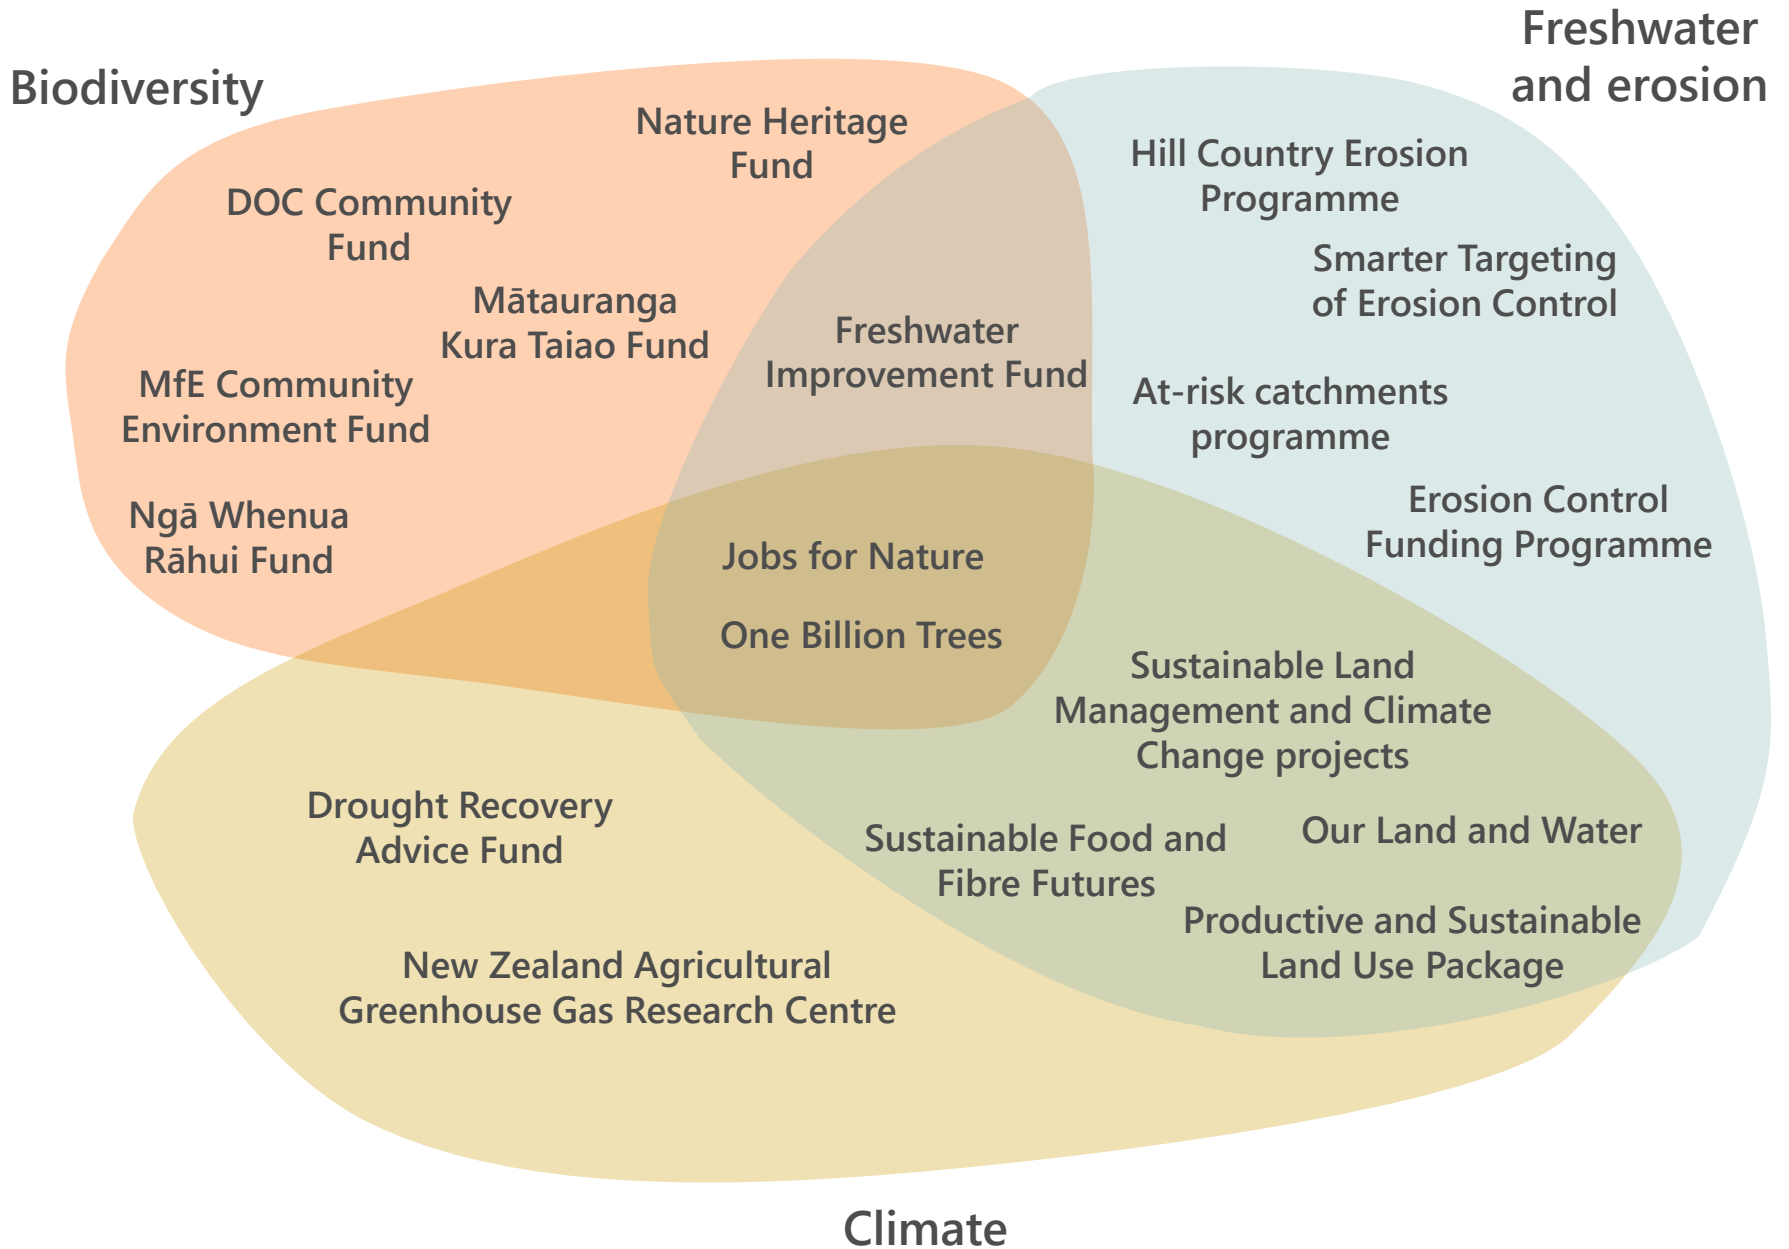 Biodiversity
Freshwater
and erosion
Nature Heritage
Fund
DOC Community
Fund
Mātauranga
Kura Taiao Fund
MfE Community
Environment Fund
Ngā Whenua
Rāhui Fund
Freshwater
Improvement Fund
Hill Country Erosion
Programme
Smarter Targeting
of Erosion Control
At-risk catchments
programme
Erosion Control
Funding Programme
Jobs for Nature
One Billion Trees
Sustainable Land
Management and Climate
Change projects
Sustainable Food and
Fibre Futures
Our Land and Water
Productive and Sustainable
Land Use Package
Drought Recovery
Advice Fund
New Zealand Agricultural
Greenhouse Gas Research Centre
Climate